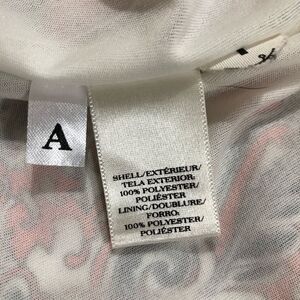 A
SHELL/EXTÉRIEUR/
TELA EXTERIOR:
100% POLYESTER/
POLIÉSTER
LINING/DOUBLURE/
FORRO:
100% POLYESTER/
POLIÉSTER